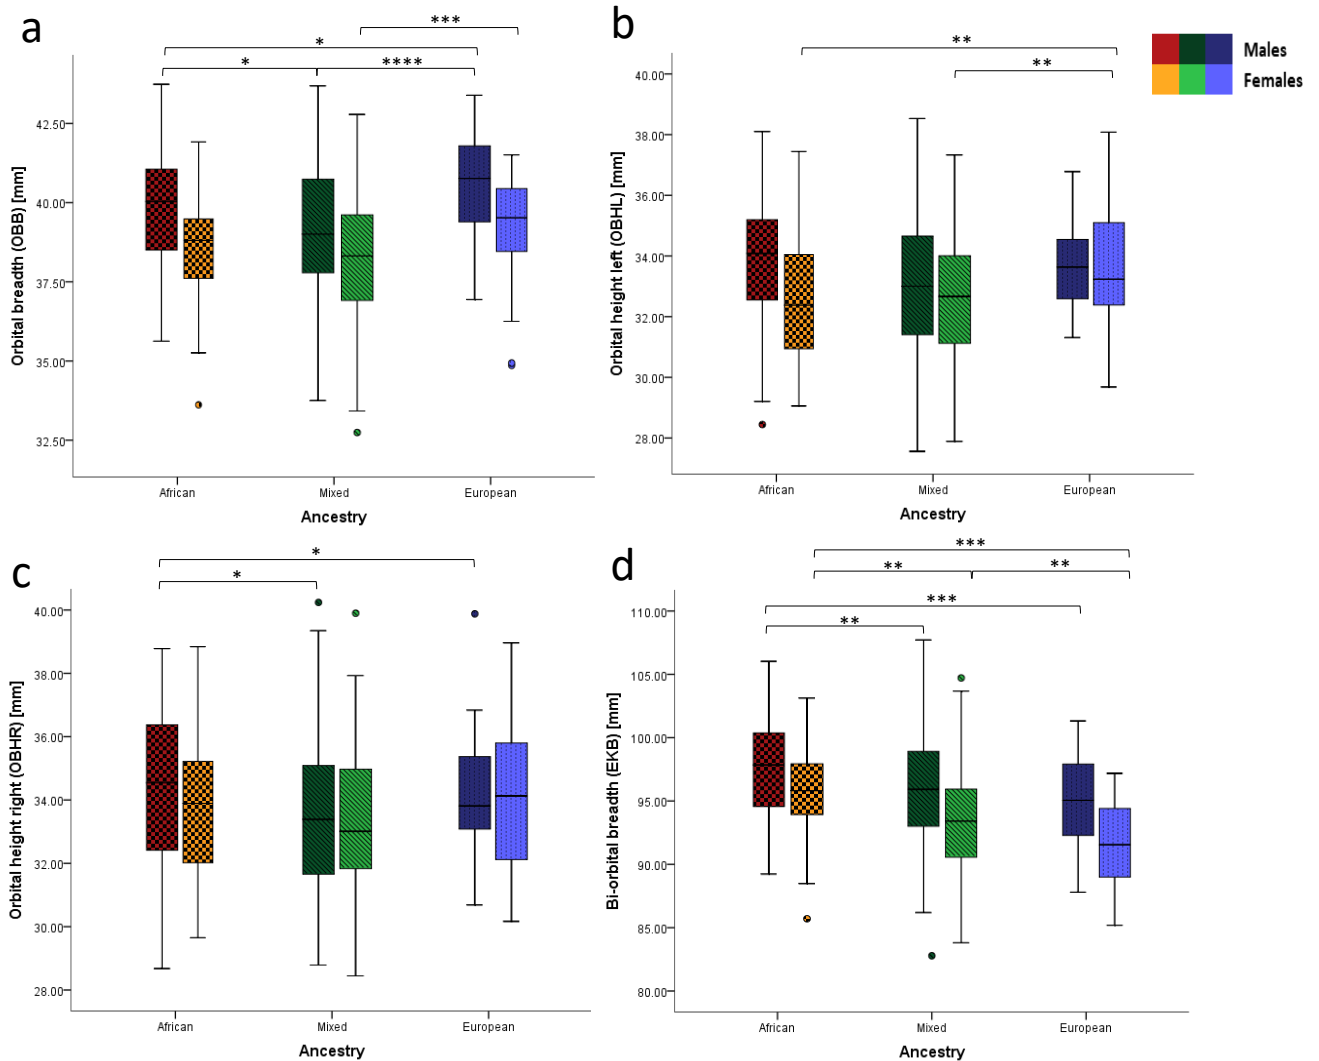 a
***
*
*
****
42.50
40.00
37.50
35.00
32.50
Orbital breadth (OBB) [mm]
African
Mixed
European
Ancestry
b
**
**
Males
Females
40.00
38.00
36.00
34.00
32.00
30.00
28.00
Orbital height left (OBHL) [mm]
African
Mixed
European
Ancestry
c
*
*
40.00
38.00
36.00
34.00
32.00
30.00
28.00
Orbital height right (OBHR) [mm]
African
Mixed
European
Ancestry
d
***
**
**
***
**
110.00
105.00
100.00
95.00
90.00
85.00
80.00
Bi-orbital breadth (EKB) [mm]
African
Mixed
European
Ancestry